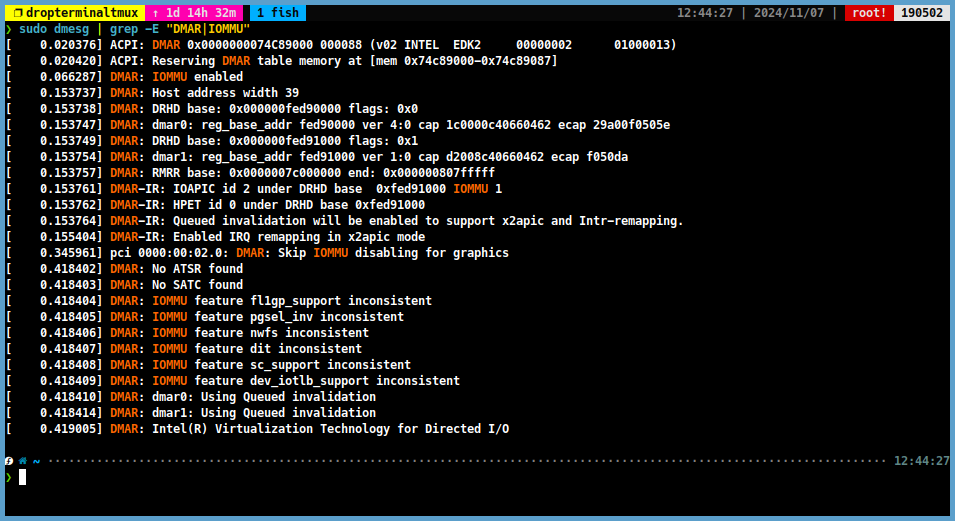 dropterminaltmux ↑ 1d 14h 32m 1 fish 12:44:27 | 2024/11/07 | root! 190502
❯ sudo dmesg | grep -E "DMAR|IOMMU"
[    0.020376] ACPI: DMAR 0x0000000074C89000 000088 (v02 INTEL  EDK2     00000002      01000013)
[    0.020420] ACPI: Reserving DMAR table memory at [mem 0x74c89000-0x74c89087]
[    0.066287] DMAR: IOMMU enabled
[    0.153737] DMAR: Host address width 39
[    0.153738] DMAR: DRHD base: 0x000000fed90000 flags: 0x0
[    0.153747] DMAR: dmar0: reg_base_addr fed90000 ver 4:0 cap 1c0000c40660462 ecap 29a00f0505e
[    0.153749] DMAR: DRHD base: 0x000000fed91000 flags: 0x1
[    0.153754] DMAR: dmar1: reg_base_addr fed91000 ver 1:0 cap d2008c40660462 ecap f050da
[    0.153757] DMAR: RMRR base: 0x0000007c000000 end: 0x000000807fffff
[    0.153761] DMAR-IR: IOAPIC id 2 under DRHD base  0xfed91000 IOMMU 1
[    0.153762] DMAR-IR: HPET id 0 under DRHD base 0xfed91000
[    0.153764] DMAR-IR: Queued invalidation will be enabled to support x2apic and Intr-remapping.
[    0.155404] DMAR-IR: Enabled IRQ remapping in x2apic mode
[    0.345961] pci 0000:00:02.0: DMAR: Skip IOMMU disabling for graphics
[    0.418402] DMAR: No ATSR found
[    0.418403] DMAR: No SATC found
[    0.418404] DMAR: IOMMU feature fl1gp_support inconsistent
[    0.418405] DMAR: IOMMU feature pgsel_inv inconsistent
[    0.418406] DMAR: IOMMU feature nwfs inconsistent
[    0.418407] DMAR: IOMMU feature dit inconsistent
[    0.418408] DMAR: IOMMU feature sc_support inconsistent
[    0.418409] DMAR: IOMMU feature dev_iotlb_support inconsistent
[    0.418410] DMAR: dmar0: Using Queued invalidation
[    0.418414] DMAR: dmar1: Using Queued invalidation
[    0.419005] DMAR: Intel(R) Virtualization Technology for Directed I/O
~ 12:44:27
❯